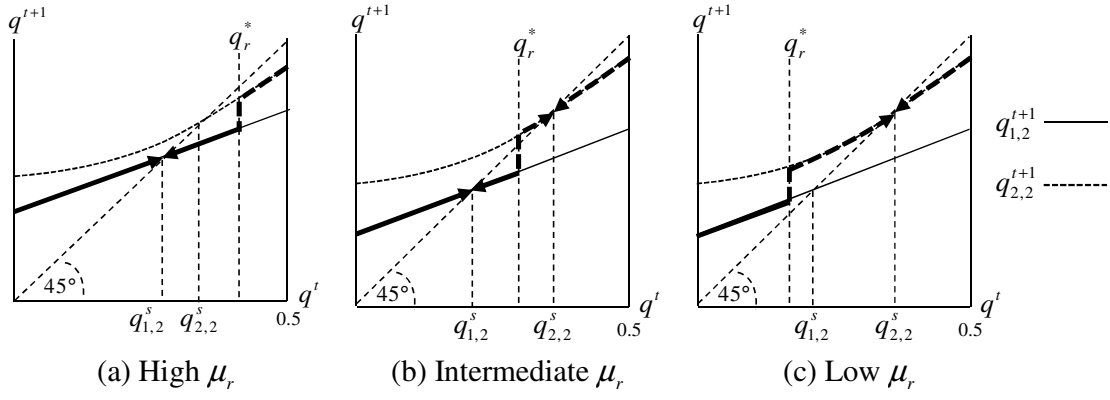 q^{t+1} q_r^* q^{t+1} q_r^* q^{t+1} q_r^*
q_{1,2}^{t+1}
q_{2,2}^{t+1}
45° 45° 45°
q^t q^t q^t
q_{1,2}^s q_{2,2}^s 0.5 q_{1,2}^s q_{2,2}^s 0.5 q_{1,2}^s q_{2,2}^s 0.5
(a) High μ_r (b) Intermediate μ_r (c) Low μ_r